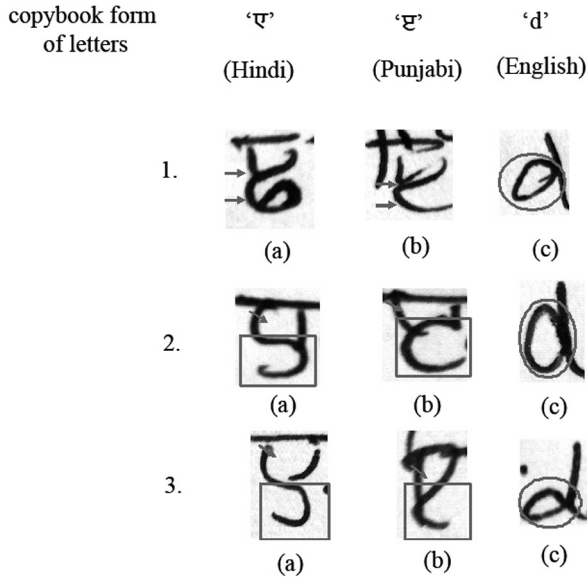 copybook form 'ए' 'ੲ' 'd'
of letters (Hindi) (Punjabi) (English)
1. d
(a) (b) (c)
2. d
(a) (b) (c)
3. d
(a) (b) (c)